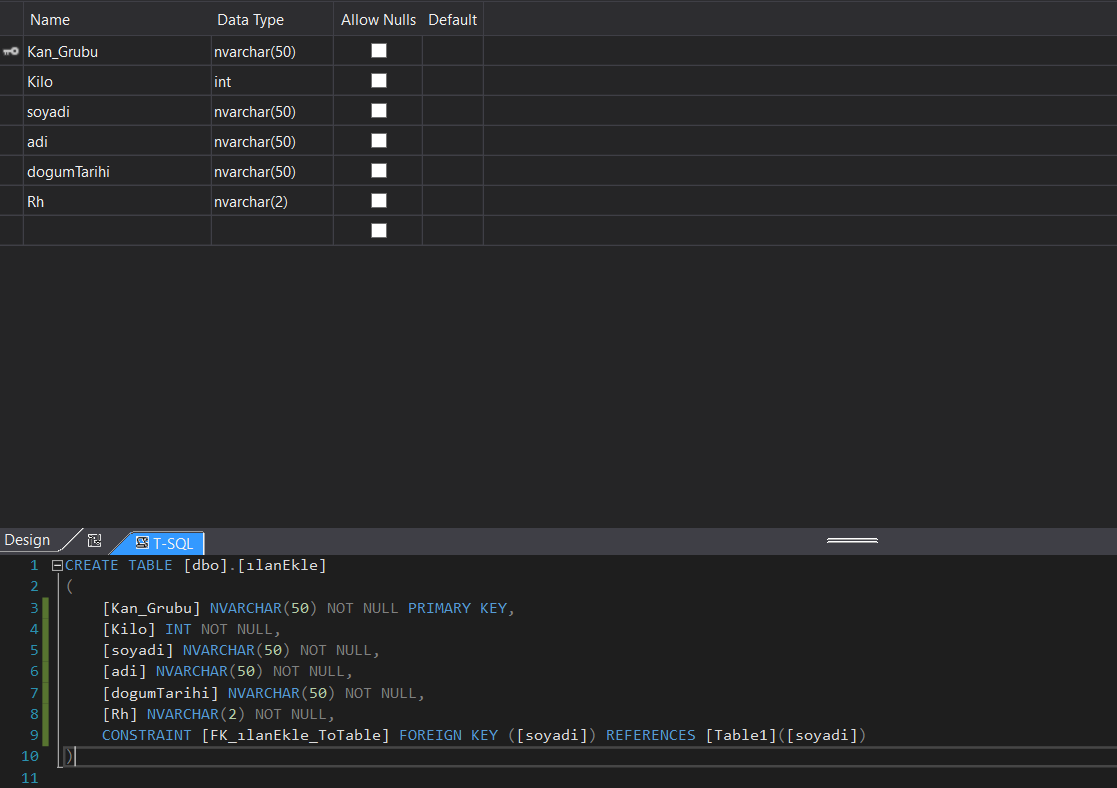 Name Data Type Allow Nulls Default
Kan_Grubu nvarchar(50)
Kilo int
soyadi nvarchar(50)
adi nvarchar(50)
dogumTarihi nvarchar(50)
Rh nvarchar(2)
Design T-SQL
1 CREATE TABLE [dbo].[ılanEkle]
2 (
3 [Kan_Grubu] NVARCHAR(50) NOT NULL PRIMARY KEY,
4 [Kilo] INT NOT NULL,
5 [soyadi] NVARCHAR(50) NOT NULL,
6 [adi] NVARCHAR(50) NOT NULL,
7 [dogumTarihi] NVARCHAR(50) NOT NULL,
8 [Rh] NVARCHAR(2) NOT NULL,
9 CONSTRAINT [FK_ılanEkle_ToTable] FOREIGN KEY ([soyadi]) REFERENCES [Table1]([soyadi])
10 )
11